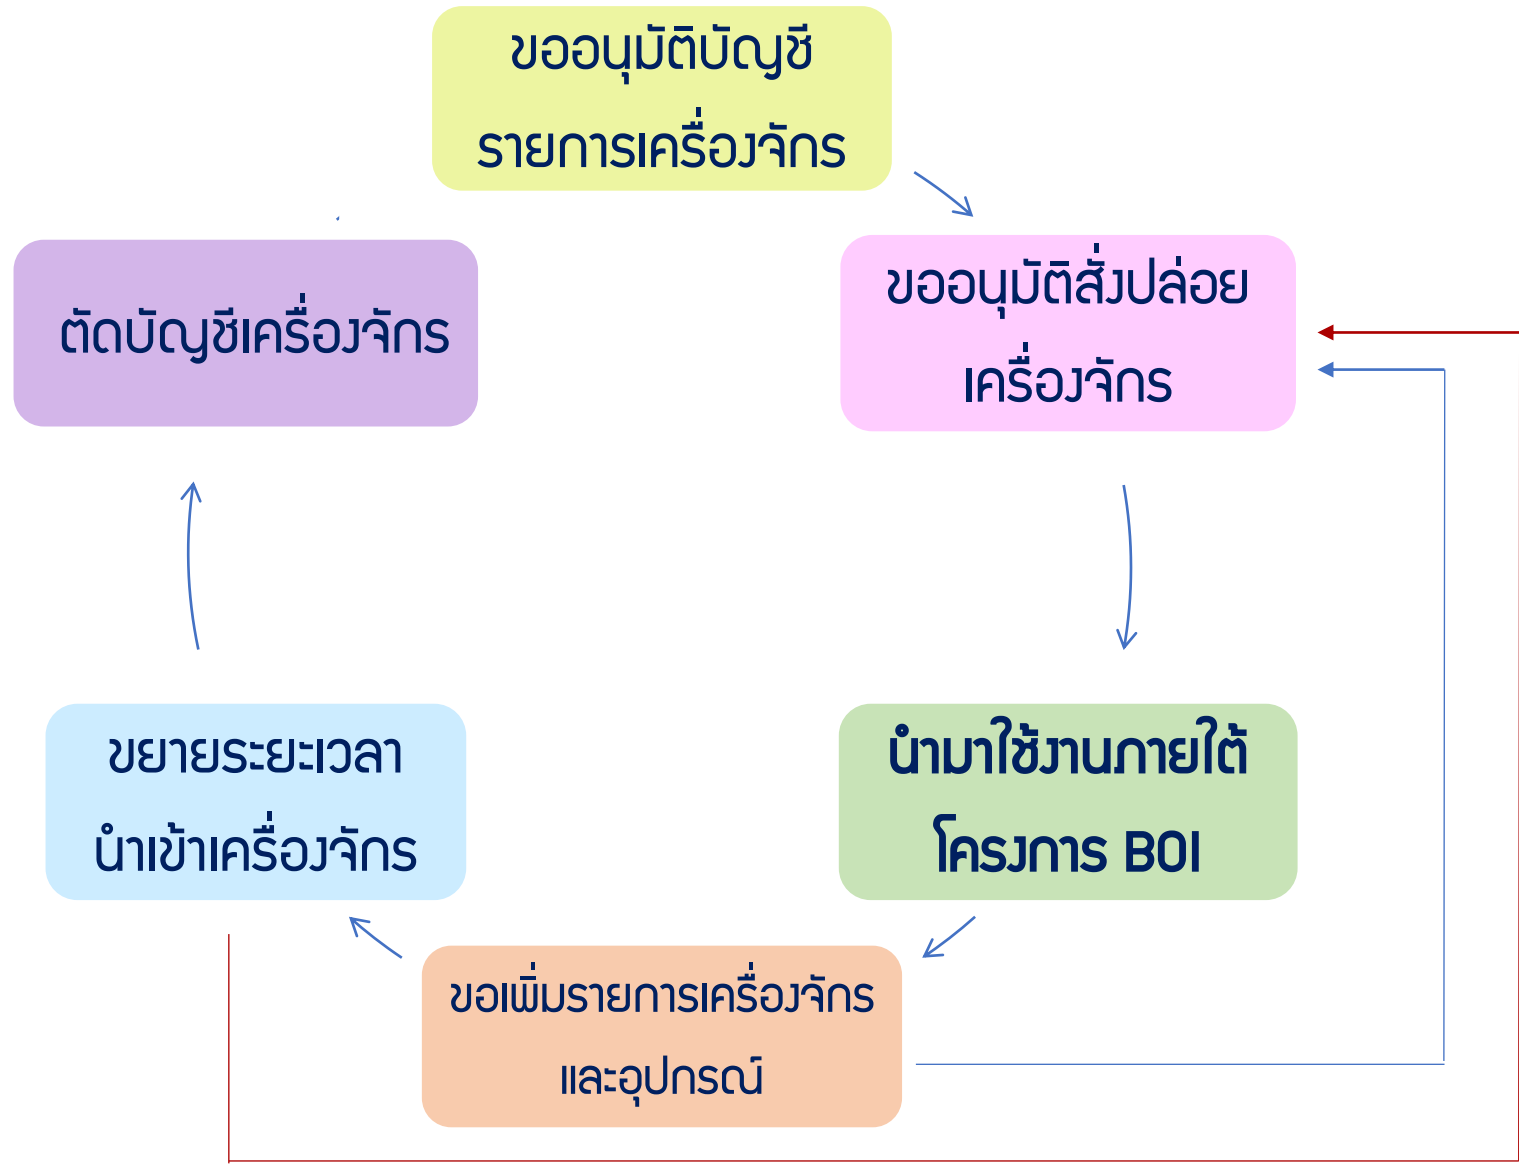 ขออนุมัติบัญชี
รายการเครื่องจักร
ขออนุมัติสั่งปล่อย
เครื่องจักร
ตัดบัญชีเครื่องจักร
นำมาใช้งานภายใต้
โครงการ BOI
ขยายระยะเวลา
นำเข้าเครื่องจักร
ขอเพิ่มรายการเครื่องจักร
และอุปกรณ์